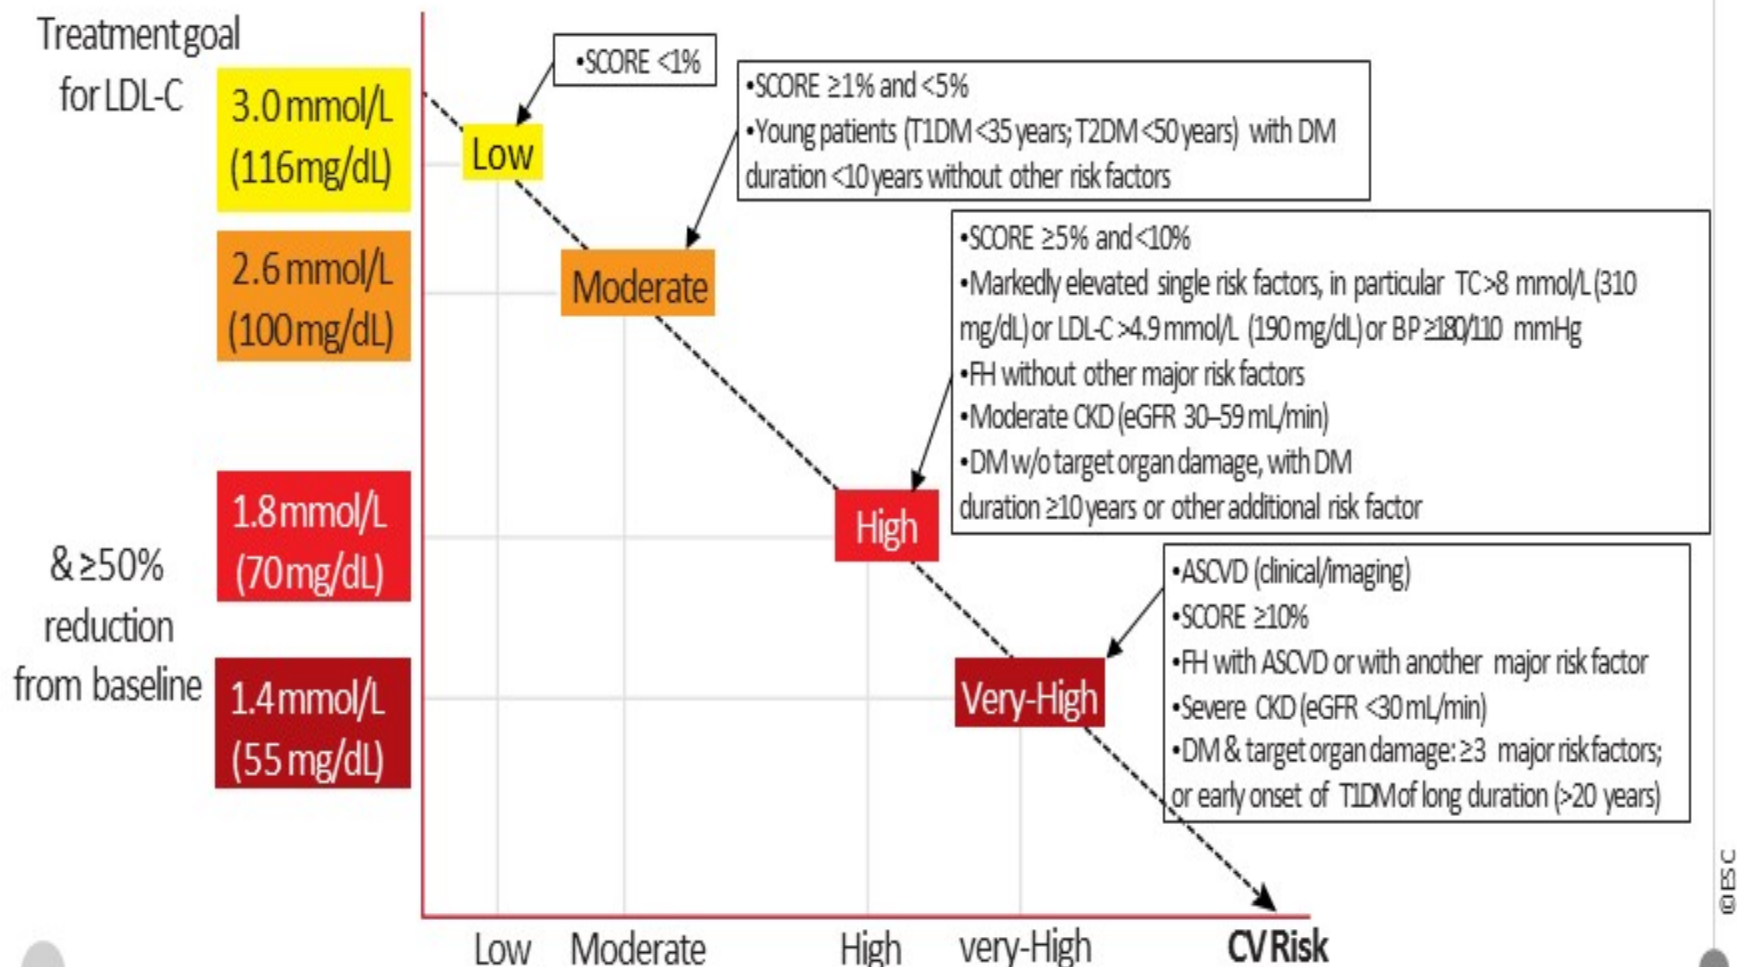 Treatment goal
for LDL-C
3.0 mmol/L
(116 mg/dL)
2.6 mmol/L
(100 mg/dL)
1.8 mmol/L
(70 mg/dL)
& ≥50%
reduction
from baseline
1.4 mmol/L
(55 mg/dL)
•SCORE <1%
Low
•SCORE ≥1% and <5%
•Young patients (T1DM <35 years; T2DM <50 years) with DM
duration <10 years without other risk factors
Moderate
•SCORE ≥5% and <10%
•Markedly elevated single risk factors, in particular TC >8 mmol/L (310
mg/dL) or LDL-C >4.9 mmol/L (190 mg/dL) or BP ≥180/110 mmHg
•FH without other major risk factors
•Moderate CKD (eGFR 30–59 mL/min)
•DM w/o target organ damage, with DM
duration ≥10 years or other additional risk factor
High
•ASCVD (clinical/imaging)
•SCORE ≥10%
•FH with ASCVD or with another major risk factor
•Severe CKD (eGFR <30 mL/min)
•DM & target organ damage: ≥3 major risk factors;
or early onset of T1DM of long duration (>20 years)
Very-High
Low Moderate High very-High CV Risk
©ESC